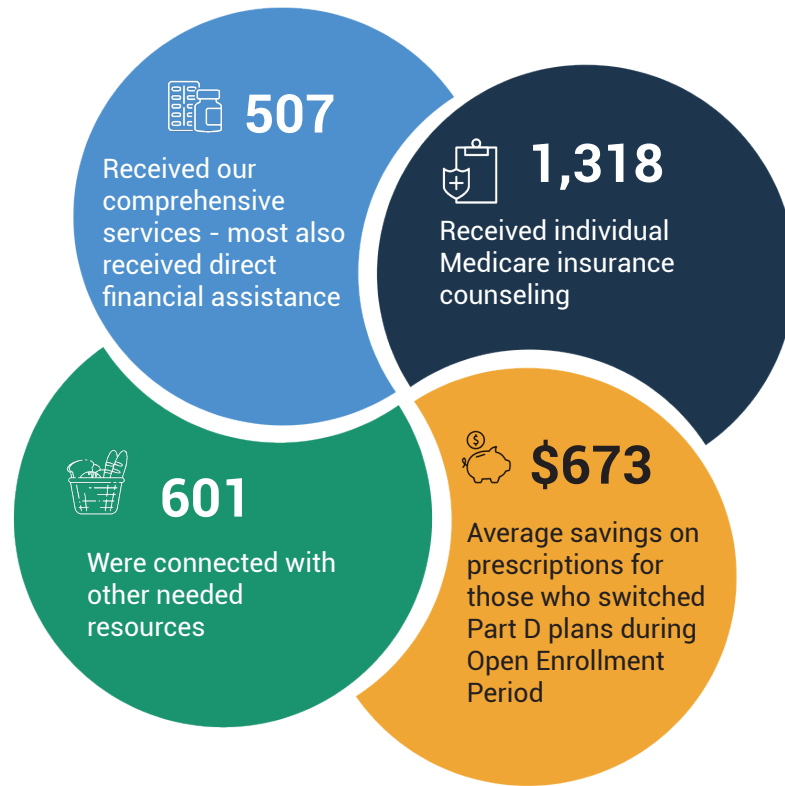 507
Received our
comprehensive
services - most also
received direct
financial assistance
1,318
Received individual
Medicare insurance
counseling
601
Were connected with
other needed
resources
$
$673
Average savings on
prescriptions for
those who switched
Part D plans during
Open Enrollment
Period